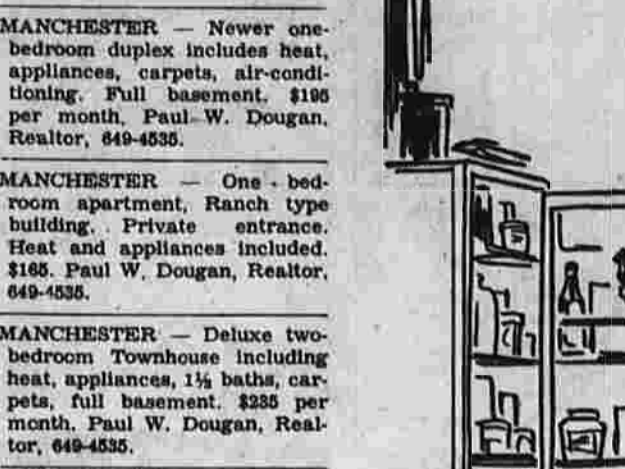 MANCHESTER — Newer one-
bedroom duplex includes heat,
appliances, carpets, air-condi-
tioning. Full basement. $195
per month, Paul W. Dougan,
Realtor, 649-4535.
MANCHESTER — One - bed-
room apartment, Ranch type
building. Private entrance.
Heat and appliances included.
$165. Paul W. Dougan, Realtor,
649-4535.
MANCHESTER — Deluxe two-
bedroom Townhouse including
heat, appliances, 1½ baths, car-
pets, full basement. $235 per
month. Paul W. Dougan, Real-
tor, 649-4535.